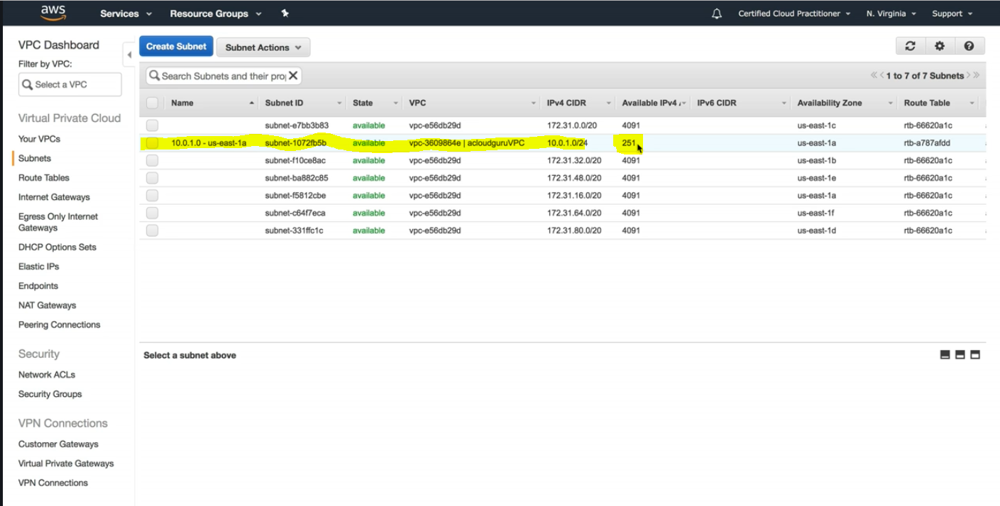 aws Services Resource Groups Certified Cloud Practitioner N. Virginia Support
VPC Dashboard
Filter by VPC:
Select a VPC
Virtual Private Cloud
Your VPCs
Subnets
Route Tables
Internet Gateways
Egress Only Internet
Gateways
DHCP Options Sets
Elastic IPs
Endpoints
NAT Gateways
Peering Connections
Security
Network ACLs
Security Groups
VPN Connections
Customer Gateways
Virtual Private Gateways
VPN Connections
Create Subnet Subnet Actions
Search Subnets and their pro 1 to 7 of 7 Subnets
Name Subnet ID State VPC IPv4 CIDR Available IPv4 IPv6 CIDR Availability Zone Route Table
subnet-e7bb3b83 available vpc-e56db29d 172.31.0.0/20 4091 us-east-1c rtb-66620a1c
10.0.1.0 - us-east-1a subnet-1072fb5b available vpc-3609864e | acloudguruVPC 10.0.1.0/24 251 us-east-1a rtb-a787afdd
subnet-f10ce8ac available vpc-e56db29d 172.31.32.0/20 4091 us-east-1b rtb-66620a1c
subnet-ba882c85 available vpc-e56db29d 172.31.48.0/20 4091 us-east-1e rtb-66620a1c
subnet-f5812cbe available vpc-e56db29d 172.31.16.0/20 4091 us-east-1a rtb-66620a1c
subnet-c64f7eca available vpc-e56db29d 172.31.64.0/20 4091 us-east-1f rtb-66620a1c
subnet-331ffc1c available vpc-e56db29d 172.31.80.0/20 4091 us-east-1d rtb-66620a1c
Select a subnet above